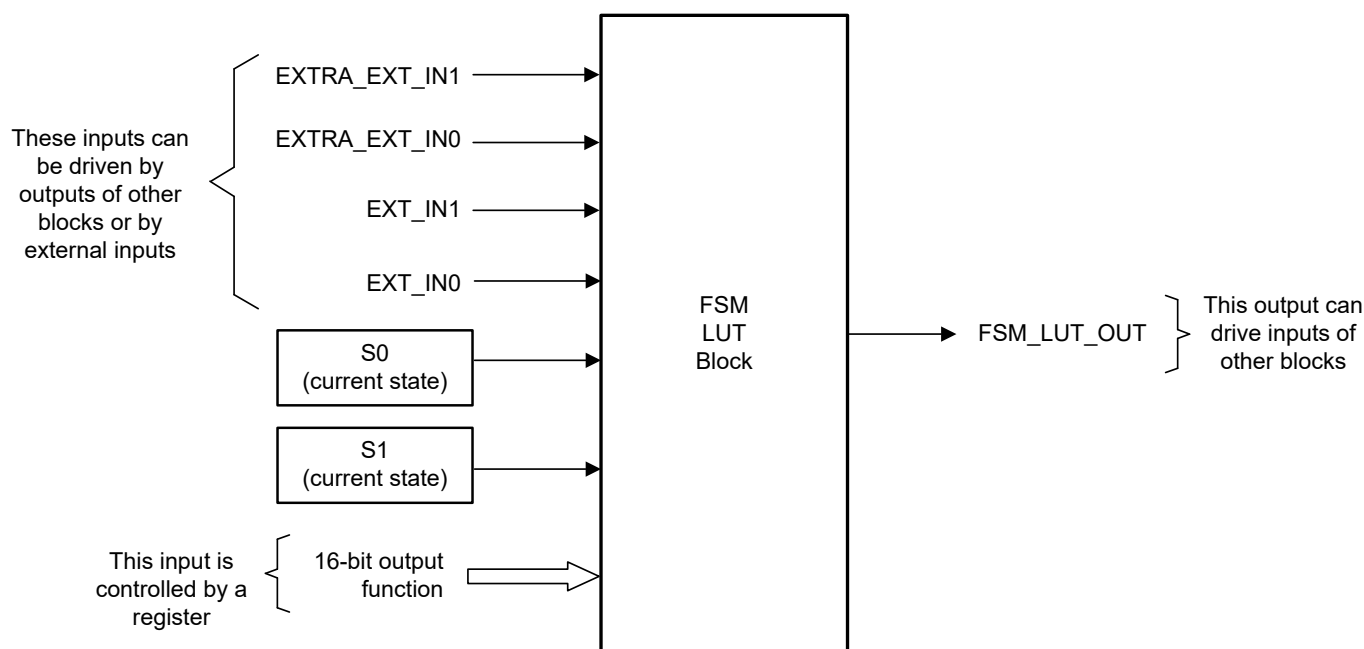 EXTRA_EXT_IN1
EXTRA_EXT_IN0
EXT_IN1
EXT_IN0
These inputs can
be driven by
outputs of other
blocks or by
external inputs
S0
(current state)
S1
(current state)
This input is
controlled by a
register
16-bit output
function
FSM
LUT
Block
FSM_LUT_OUT
This output can
drive inputs of
other blocks